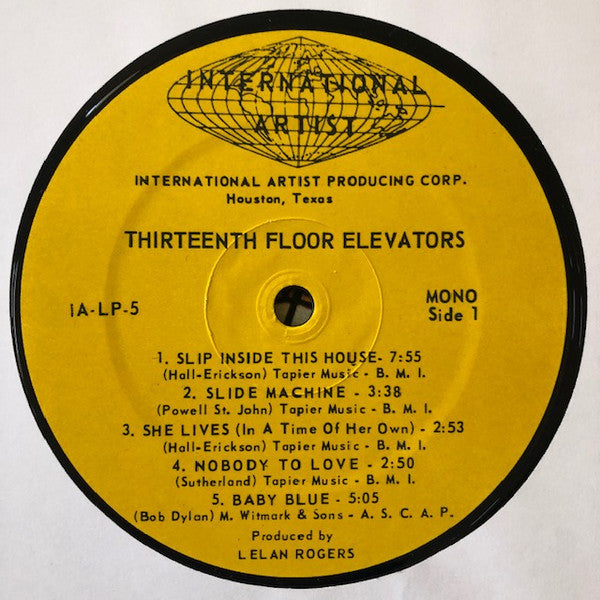 INTERNATIONAL
ARTIST
INTERNATIONAL ARTIST PRODUCING CORP.
Houston, Texas
THIRTEENTH FLOOR ELEVATORS
IA-LP-5
MONO
Side 1
1. SLIP INSIDE THIS HOUSE- 7:55
(Hall-Erickson) Tapier Music - B. M. I.
2. SLIDE MACHINE - 3:38
(Powell St. John) Tapier Music - B. M. I.
3. SHE LIVES (In A Time Of Her Own) - 2:53
(Hall-Erickson) Tapier Music - B. M. I.
4. NOBODY TO LOVE - 2:50
(Sutherland) Tapier Music - B. M. I.
5. BABY BLUE - 5:05
(Bob Dylan) M. Witmark & Sons - A. S. C. A. P.
Produced by
LELAN ROGERS